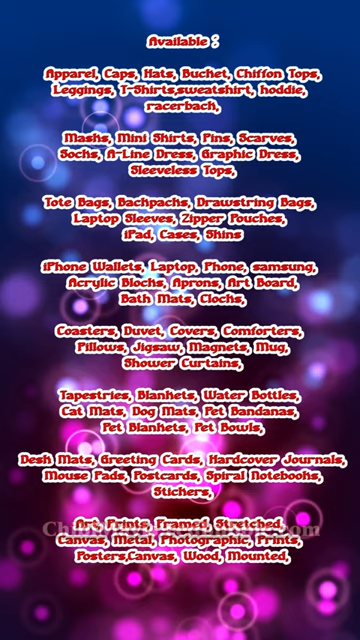 Available :
Apparel, Caps, Hats, Buchet, Chiffon Tops,
Leggings, T-Shirts,sweatshirt, hoddie,
racerback,
Masks, Mini Skirts, Pins, Scarves,
Socks, A-Line Dress, Graphic Dress,
Sleeveless Tops,
Tote Bags, Backpacks, Drawstring Bags,
Laptop Sleeves, Zipper Pouches,
iPad, Cases, Skins
iPhone Wallets, Laptop, Phone, samsung,
Acrylic Blocks, Aprons, Art Board,
Bath Mats, Clocks,
Coasters, Duvet, Covers, Comforters,
Pillows, Jigsaw, Magnets, Mug,
Shower Curtains,
Tapestries, Blankets, Water Bottles,
Cat Mats, Dog Mats, Pet Bandanas,
Pet Blankets, Pet Bowls,
Desk Mats, Greeting Cards, Hardcover Journals,
Mouse Pads, Postcards, Spiral Notebooks,
Stickers,
Art, Prints, Framed, Stretched,
Canvas, Metal, Photographic, Prints,
Posters,Canvas, Wood, Mounted,